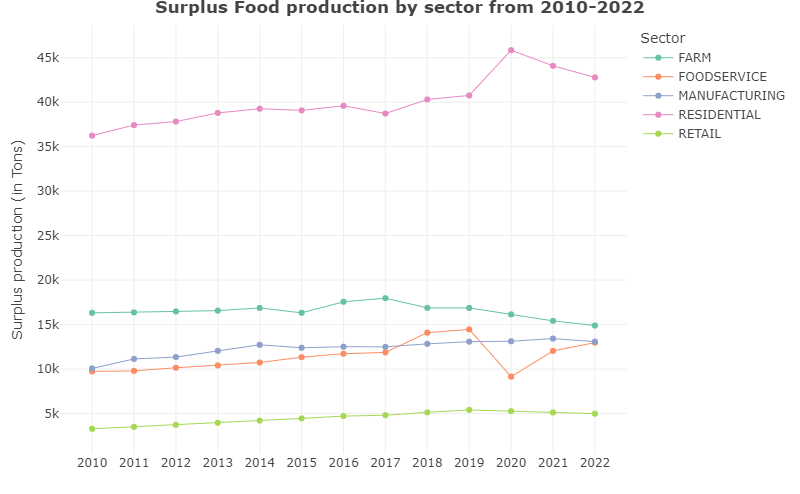 Surplus Food production by sector from 2010-2022
Sector
FARM
FOODSERVICE
MANUFACTURING
RESIDENTIAL
RETAIL
Surplus production (in Tons)
45k
40k
35k
30k
25k
20k
15k
10k
5k
2010 2011 2012 2013 2014 2015 2016 2017 2018 2019 2020 2021 2022